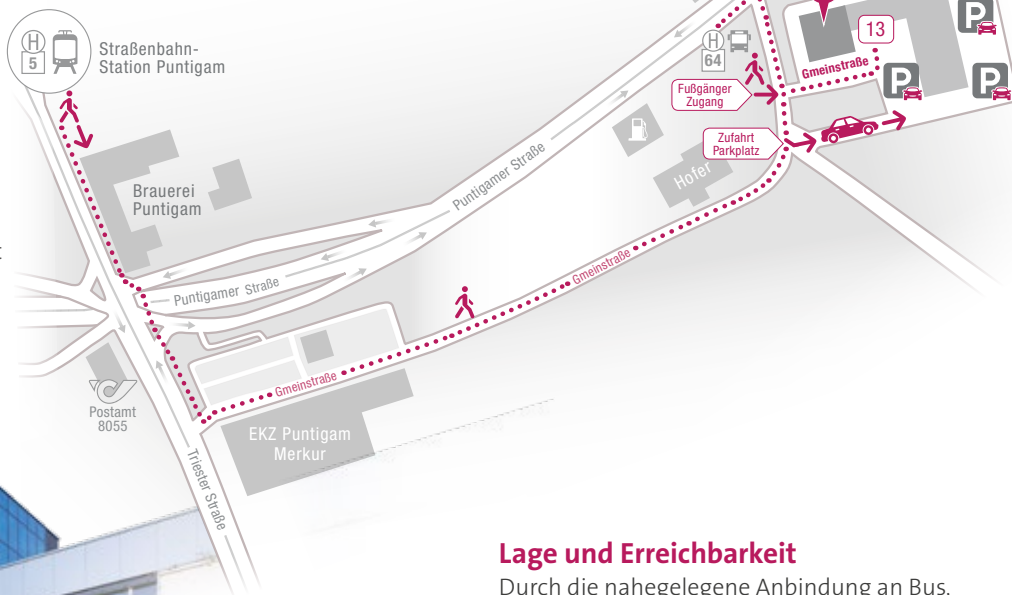 H
5
Straßenbahn-
Station Puntigam
H
64
13
P
P
P
Gmeinstraße
Fußgänger
Zugang
Zufahrt
Parkplatz
Hofer
Puntigamer Straße
Brauerei
Puntigam
Puntigamer Straße
Gmeinstraße
Gmeinstraße
Postamt
8055
EKZ Puntigam
Merkur
Triester Straße
Lage und Erreichbarkeit
Durch die nahegelegene Anbindung an Bus,